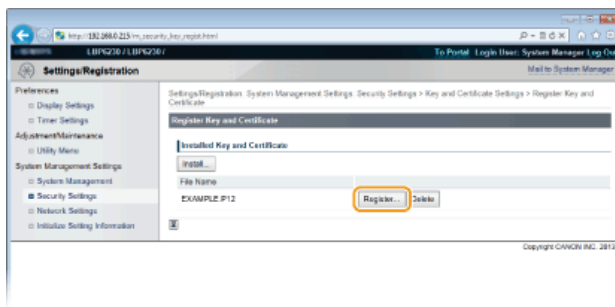 http://192.168.0.215/m_security_key_regist.html
LBP6230 / LBP6230 /
To Portal Login User: System Manager Log Ou
Settings/Registration
Mail to System Manager
Preferences
Display Settings
Timer Settings
Adjustment/Maintenance
Utility Menu
System Management Settings
System Management
Security Settings
Network Settings
Initialize Setting Information
Settings/Registration: System Management Settings: Security Settings > Key and Certificate Settings > Register Key and
Certificate
Register Key and Certificate
Installed Key and Certificate
Install...
File Name
EXAMPLE.P12
Register...
Delete
Copyright CANON INC. 2013